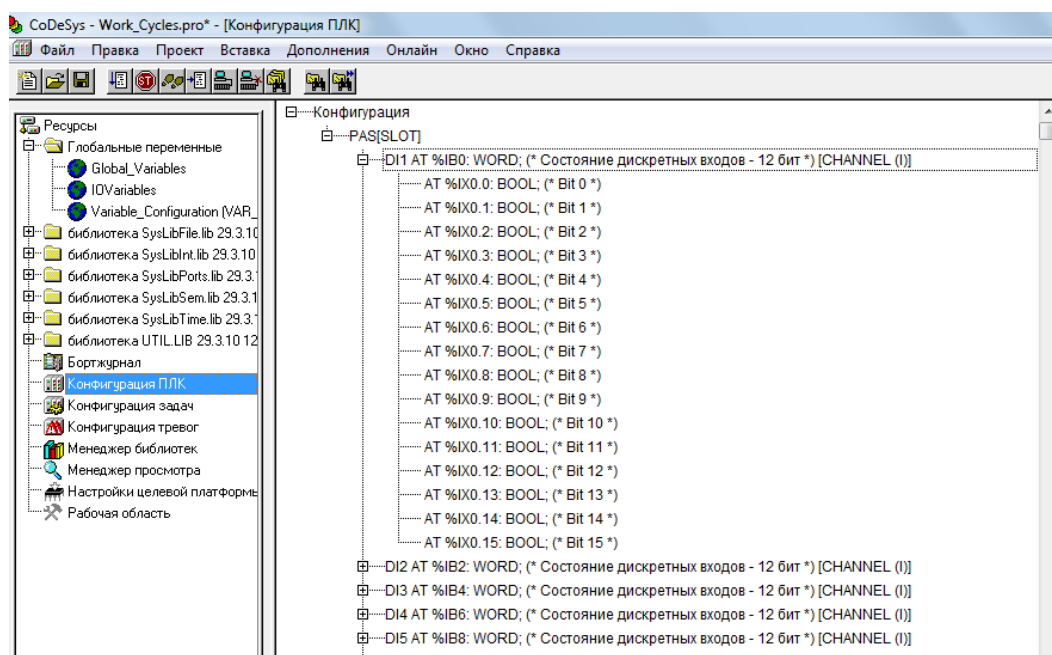 CoDeSys - Work_Cycles.pro* - [Конфигурация ПЛК]
Файл Правка Проект Вставка Дополнения Онлайн Окно Справка
Ресурсы
Глобальные переменные
Global_Variables
IOVariables
Variable_Configuration (VAR_
библиотека SysLibFile.lib 29.3.10
библиотека SysLibInt.lib 29.3.10
библиотека SysLibPorts.lib 29.3.1
библиотека SysLibSem.lib 29.3.1
библиотека SysLibTime.lib 29.3.1
библиотека UTIL.LIB 29.3.10 12
Бортжурнал
Конфигурация ПЛК
Конфигурация задач
Конфигурация тревог
Менеджер библиотек
Менеджер просмотра
Настройки целевой платформы
Рабочая область
Конфигурация
PAS[SLOT]
DI1 AT %IB0: WORD; (* Состояние дискретных входов - 12 бит *) [CHANNEL (I)]
AT %IX0.0: BOOL; (* Bit 0 *)
AT %IX0.1: BOOL; (* Bit 1 *)
AT %IX0.2: BOOL; (* Bit 2 *)
AT %IX0.3: BOOL; (* Bit 3 *)
AT %IX0.4: BOOL; (* Bit 4 *)
AT %IX0.5: BOOL; (* Bit 5 *)
AT %IX0.6: BOOL; (* Bit 6 *)
AT %IX0.7: BOOL; (* Bit 7 *)
AT %IX0.8: BOOL; (* Bit 8 *)
AT %IX0.9: BOOL; (* Bit 9 *)
AT %IX0.10: BOOL; (* Bit 10 *)
AT %IX0.11: BOOL; (* Bit 11 *)
AT %IX0.12: BOOL; (* Bit 12 *)
AT %IX0.13: BOOL; (* Bit 13 *)
AT %IX0.14: BOOL; (* Bit 14 *)
AT %IX0.15: BOOL; (* Bit 15 *)
DI2 AT %IB2: WORD; (* Состояние дискретных входов - 12 бит *) [CHANNEL (I)]
DI3 AT %IB4: WORD; (* Состояние дискретных входов - 12 бит *) [CHANNEL (I)]
DI4 AT %IB6: WORD; (* Состояние дискретных входов - 12 бит *) [CHANNEL (I)]
DI5 AT %IB8: WORD; (* Состояние дискретных входов - 12 бит *) [CHANNEL (I)]